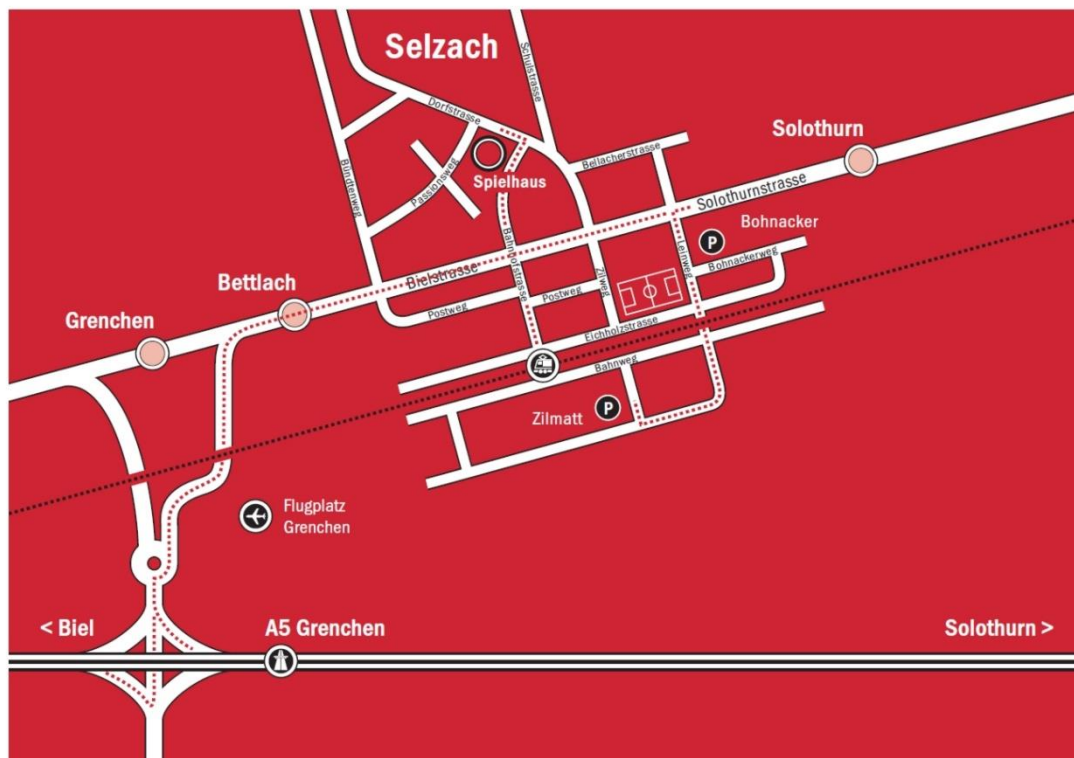 Selzach
Schulstrasse
Dorfstrasse
Solothurn
Bellacherstrasse
Bündtenweg
Passionsweg
Spielhaus
Solothurnstrasse
Bohnacker
P
Bahnhofstrasse
Leinweg
Bohnackerweg
Bielstrasse
Zilweg
Bettlach
Postweg
Postweg
Grenchen
Eichholzstrasse
Bahnweg
Zilmatt
P
Flugplatz
Grenchen
< Biel
A5 Grenchen
Solothurn >